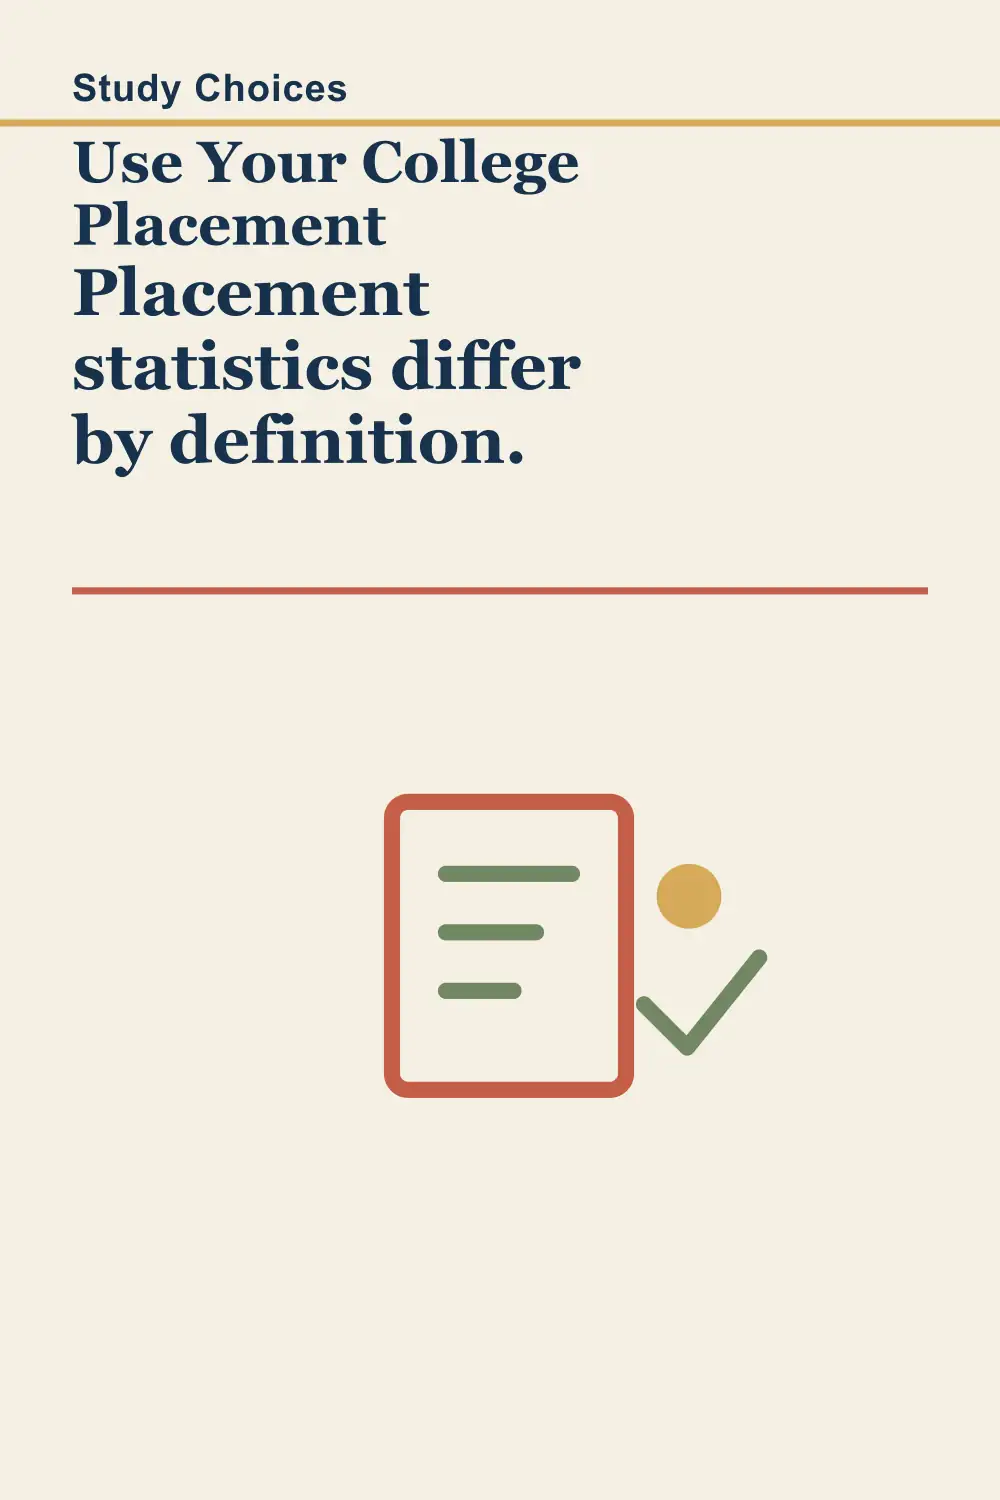 Study Choices
Use Your College
Placement
Placement
statistics differ
by definition.